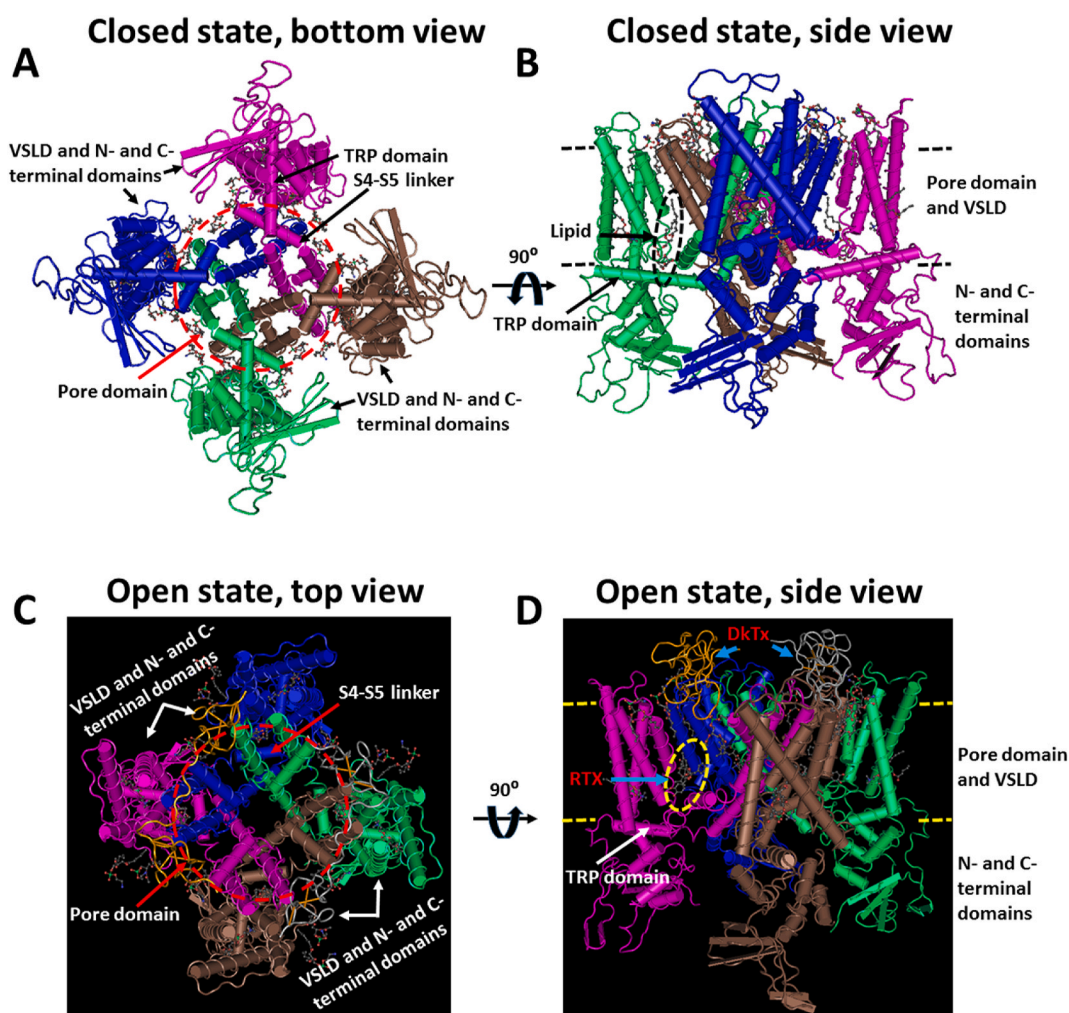 Closed state, bottom view
A
VSLD and N- and C-
terminal domains
TRP domain
S4-S5 linker
Pore domain
VSLD and N- and C-
terminal domains
Closed state, side view
B
Lipid
90º
TRP domain
Pore domain
and VSLD
N- and C-
terminal
domains
Open state, top view
C
VSLD and N- and C-
terminal domains
S4-S5 linker
Pore domain
VSLD and N- and C-
terminal domains
Open state, side view
D
DkTx
RTX
90º
TRP domain
Pore domain
and VSLD
N- and C-
terminal
domains